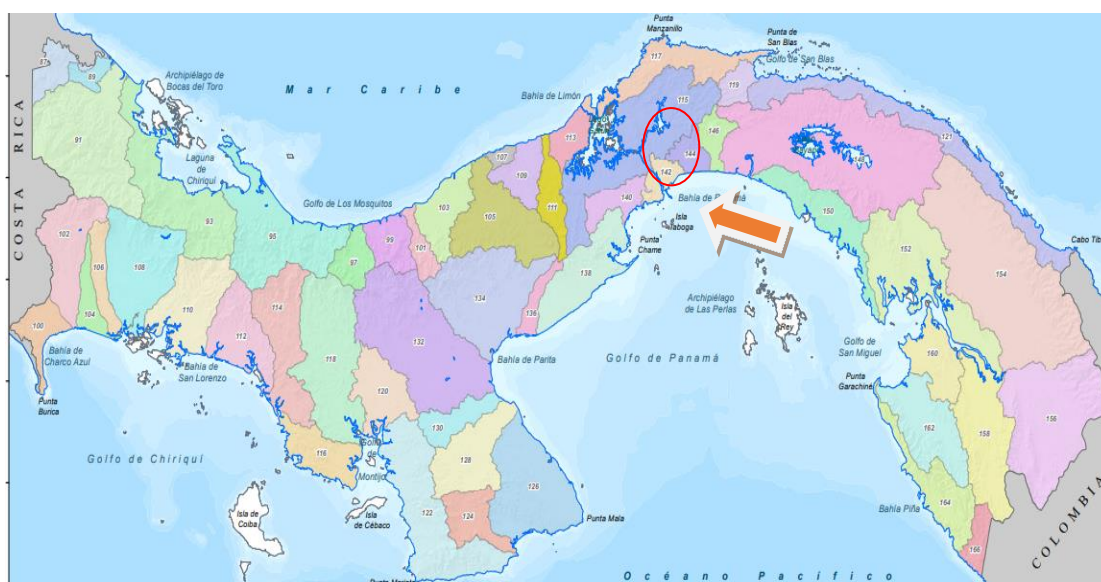 Punta
Manzillo
Punta de
San Blas
Golfo de San Blas
Archipiélago de
Bocas del Toro
Mar Caribe
Bahía de Limón
Laguna
de
Chiriquí
Golfo de Los Mosquitos
COSTA RICA
87
89
91
93
95
97
99
101
103
105
107
109
111
113
115
117
119
121
146
144
142
140
148
150
152
154
156
Bahía de Panamá
Isla
Taboga
Punta
Chame
Cabo Tib
102
106
108
104
100
110
112
114
118
116
132
134
136
138
120
130
128
126
124
122
Archipiélago
de Las Perlas
Isla
del
Rey
Golfo de
San Miguel
Punta
Garachiné
160
162
158
164
166
Bahía de
Charco Azul
Punta
Burica
Bahía de
San Lorenzo
Bahía de Parita
Golfo de Panamá
Golfo de Chiriquí
Golfo
de
Montijo
Isla de
Coiba
Isla
de Cébaco
Punta Mala
Bahía Piña
COLOMBIA
Océano Pacífico